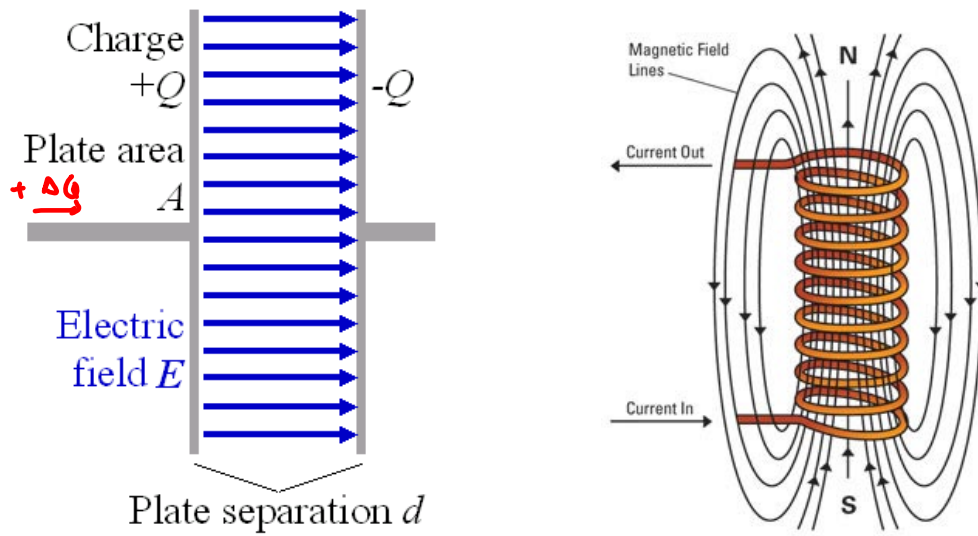 Charge
+Q
-Q
Plate area
A
+ ΔQ
Electric
field E
Plate separation d
Magnetic Field
Lines
N
Current Out
Current In
S